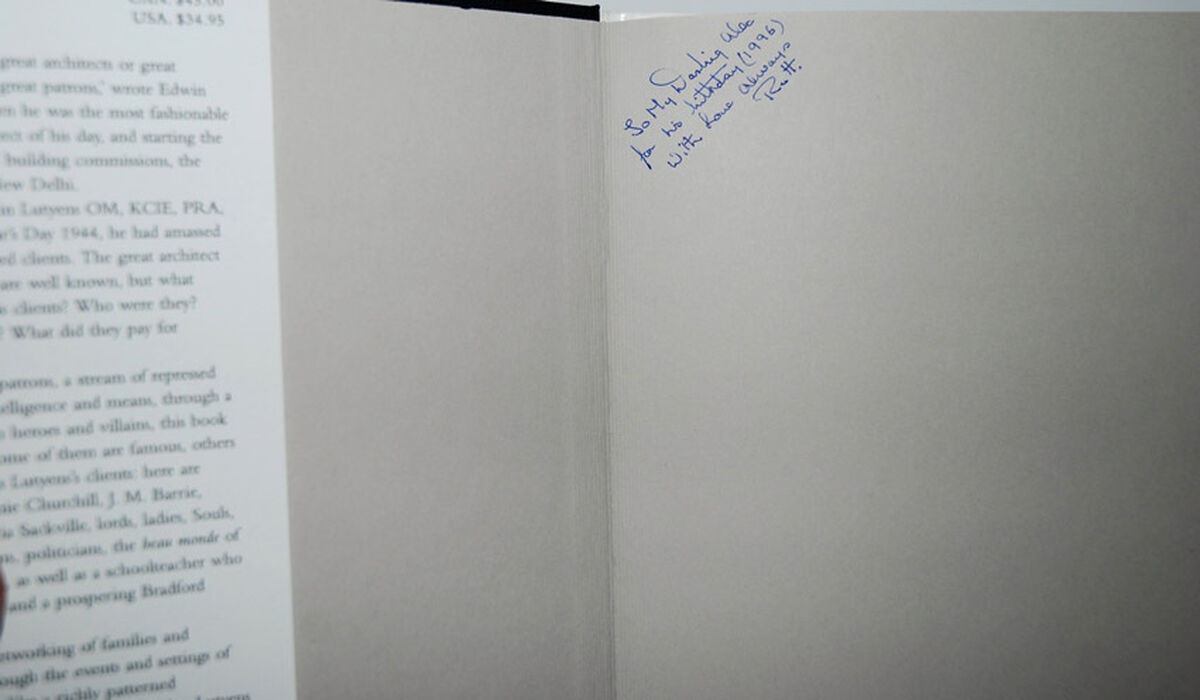 USA. $34.95
great architects or great
great patrons,' wrote Edwin
he was the most fashionable
of his day, and starting the
building commissions, the
New Delhi.
Lutyens OM, KCIE, PRA,
Day 1944, he had amassed
clients. The great architect
are well known, but what
clients? Who were they?
? What did they pay for
patrons, a stream of repressed
and means, through a
heroes and villains, this book
of them are famous, others
Lutyens's clients: here are
Churchill, J. M. Barrie,
Sackville, lords, ladies, Souls,
politicians, the beau monde of
as well as a schoolteacher who
and a prospering Bradford
networking of families and
the events and settings of
richly patterned
To My Darling Alec
for his birthday (1996)
With Love Always